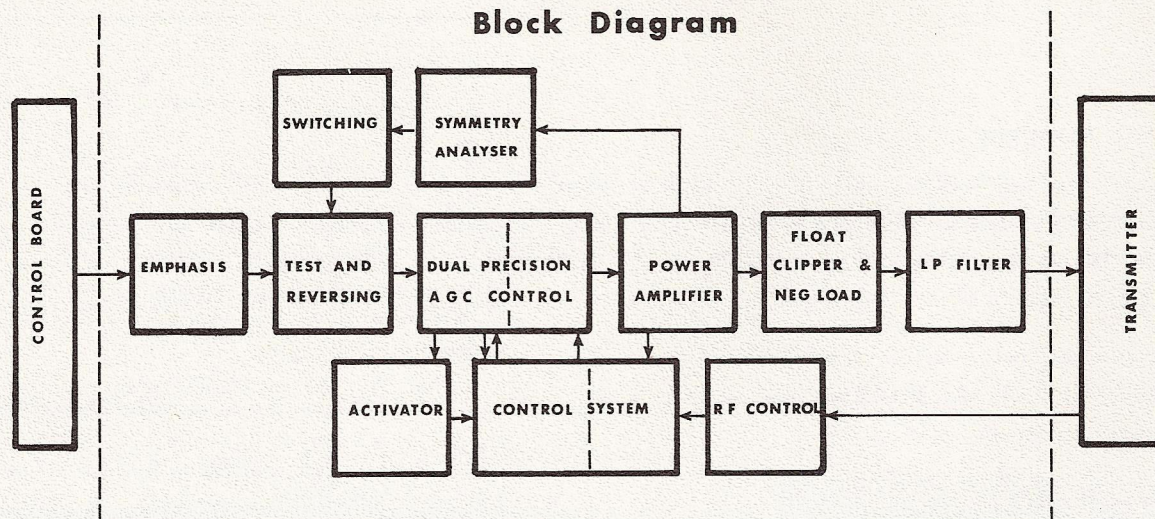 Block Diagram
SWITCHING
SYMMETRY
ANALYSER
CONTROL BOARD
EMPHASIS
TEST AND
REVERSING
DUAL PRECISION
AGC CONTROL
POWER
AMPLIFIER
FLOAT
CLIPPER &
NEG LOAD
LP FILTER
TRANSMITTER
ACTIVATOR
CONTROL SYSTEM
RF CONTROL